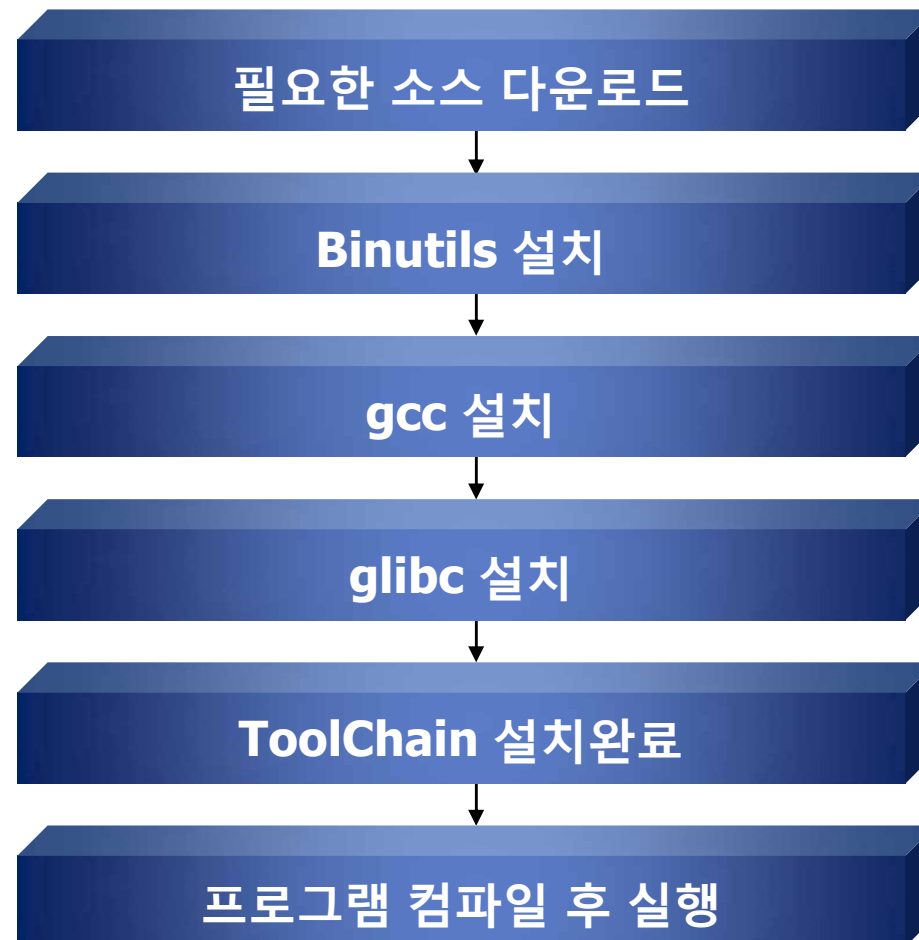 필요한 소스 다운로드
Binutils 설치
gcc 설치
glibc 설치
ToolChain 설치완료
프로그램 컴파일 후 실행